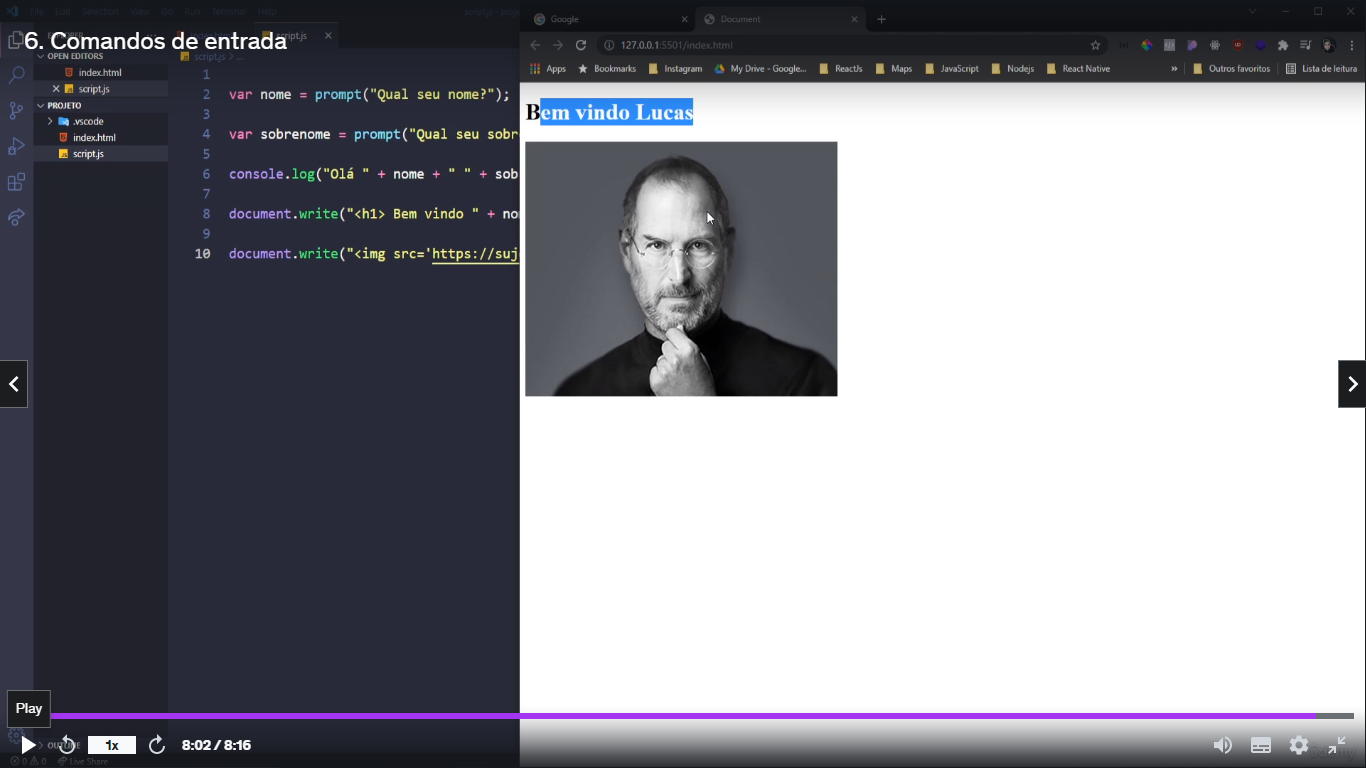 File Edit Selection View Go Run Terminal Help
6. Comandos de entrada
script.js
OPEN EDITORS
index.html
script.js
PROJETO
.vscode
index.html
script.js
script.js > ...
1
2 var nome = prompt("Qual seu nome?");
3
4 var sobrenome = prompt("Qual seu sobr
5
6 console.log("Olá " + nome + " " + sob
7
8 document.write("<h1> Bem vindo " + no
9
10 document.write("<img src='https://suj
Google
Document
127.0.0.1:5501/index.html
Apps Bookmarks Instagram My Drive - Google... ReactJs Maps JavaScript Nodejs React Native » Outros favoritos Lista de leitura
Bem vindo Lucas
Play
1x 8:02 / 8:16
OUTLINE
0 0 Live Share